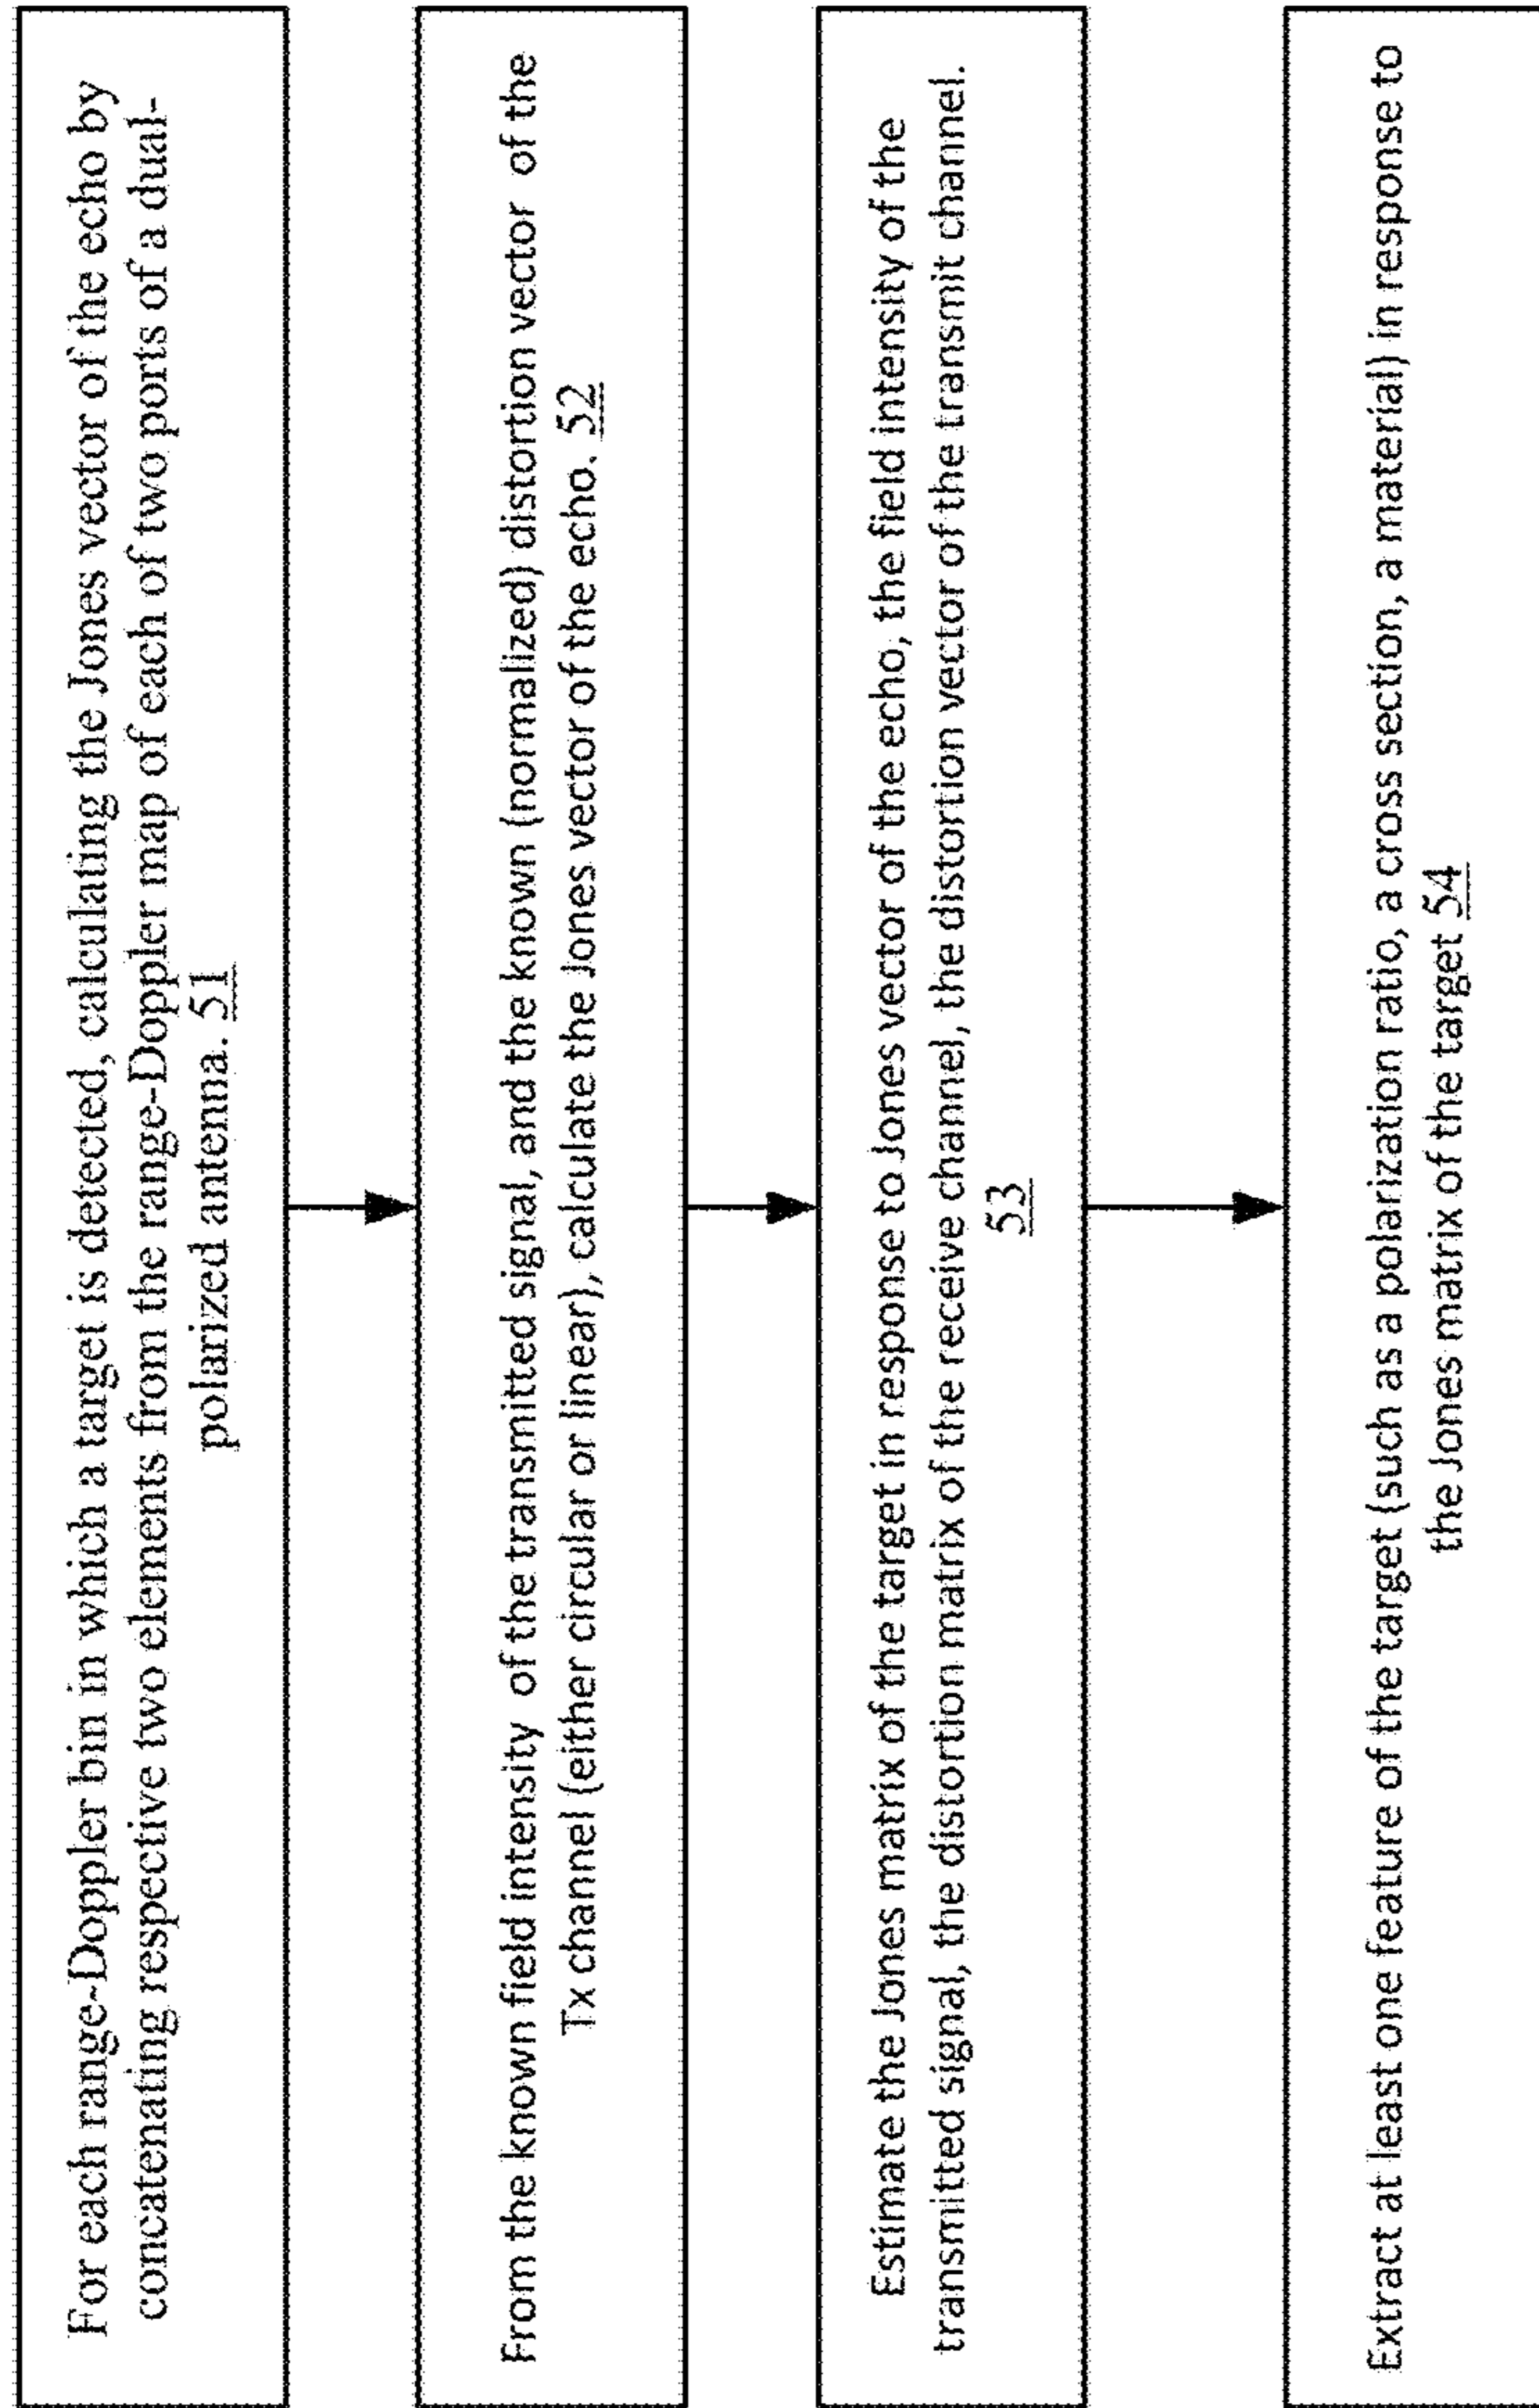 For each range-Doppler bin in which a target is detected, calculating the Jones vector of the echo by
concatenating respective two elements from the range-Doppler map of each of two ports of a dual-
polarized antenna. 51
From the known field intensity of the transmitted signal, and the known (normalized) distortion vector of the
Tx channel (either circular or linear), calculate the Jones vector of the echo. 52
Estimate the Jones matrix of the target in response to Jones vector of the echo, the field intensity of the
transmitted signal, the distortion matrix of the receive channel, the distortion vector of the transmit channel.
53
Extract at least one feature of the target (such as a polarization ratio, a cross section, a material) in response to
the Jones matrix of the target 54